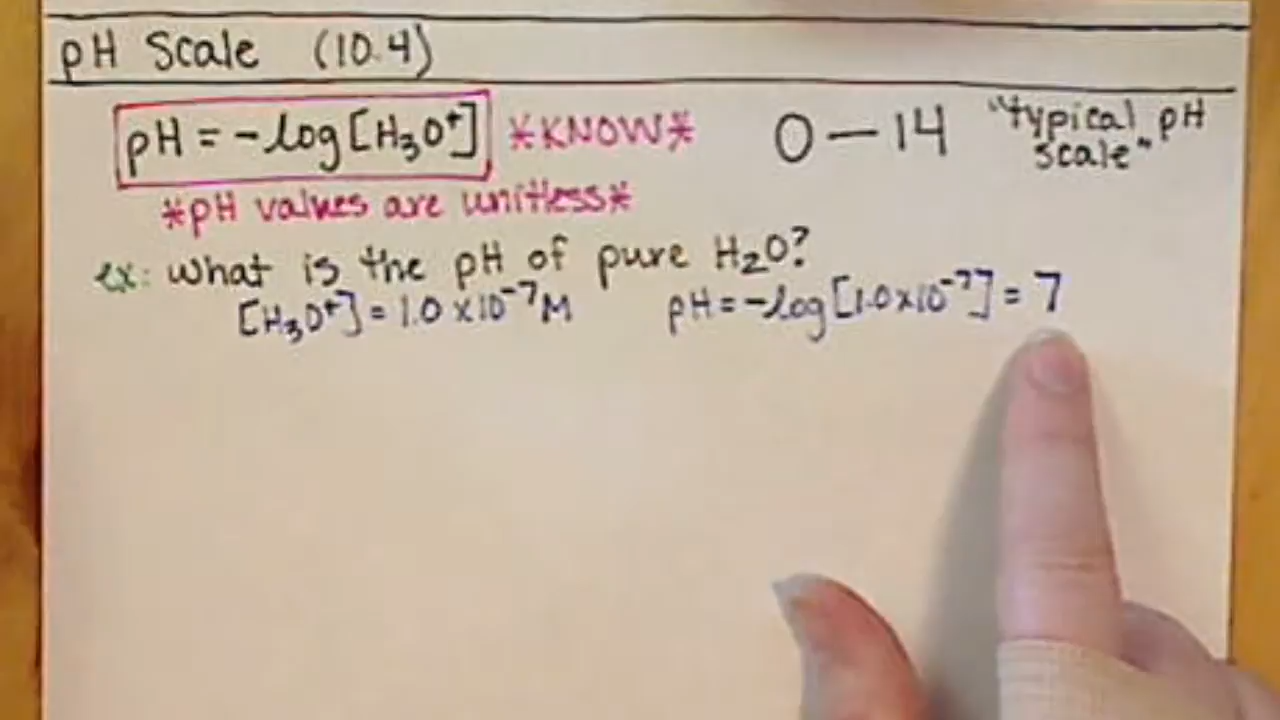 pH Scale (10.4)
pH = -log[H₃O⁺] *KNOW* 0 — 14 "typical pH
scale"
*pH values are unitless*
ex: What is the pH of pure H₂O?
[H₃O⁺] = 1.0 x 10⁻⁷ M pH = -log[1.0x10⁻⁷] = 7